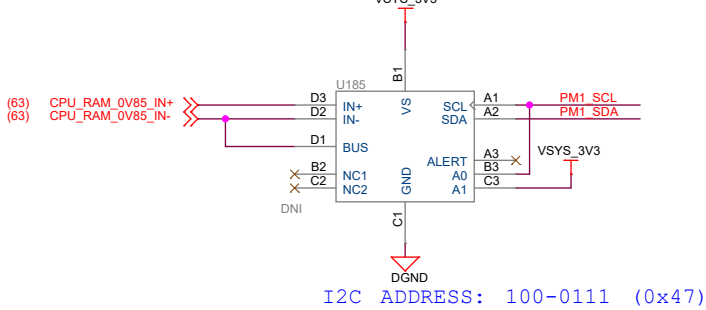 VSYS_3V3
B1
U185
(63) CPU_RAM_0V85_IN+ D3 IN+ VS SCL A1 PM1_SCL
(63) CPU_RAM_0V85_IN- D2 IN- SDA A2 PM1_SDA
D1 BUS
ALERT A3 VSYS_3V3
B2 NC1 A0 B3
C2 NC2 GND A1 C3
DNI
C1
DGND
I2C ADDRESS: 100-0111 (0x47)